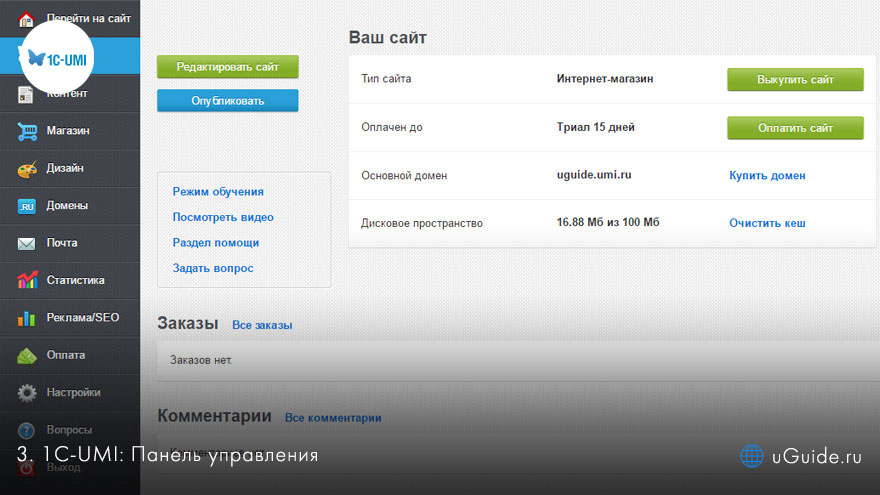 Перейти на сайт
1C-UMI
Контент
Магазин
Дизайн
Домены
Почта
Статистика
Реклама/SEO
Оплата
Настройки
Вопросы
Выход
Редактировать сайт
Опубликовать
Режим обучения
Посмотреть видео
Раздел помощи
Задать вопрос
Ваш сайт
Тип сайта Интернет-магазин Выкупить сайт
Оплачен до Триал 15 дней Оплатить сайт
Основной домен uguide.umi.ru Купить домен
Дисковое пространство 16.88 Мб из 100 Мб Очистить кеш
Заказы Все заказы
Заказов нет.
Комментарии Все комментарии
3. 1C-UMI: Панель управления
uGuide.ru